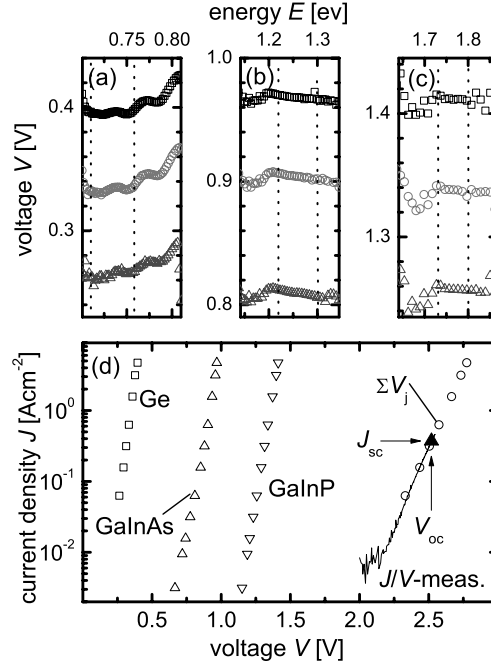 energy E [ev]
0.75 0.80 1.2 1.3 1.7 1.8
(a) (b) (c)
1.0
0.4 0.9 1.4
0.3 1.3
0.8
voltage V [V]
(d)
10⁰
10⁻¹
10⁻²
current density J [Acm⁻²]
Ge
GaInAs
GaInP
ΣVj
Jsc
Voc
J/V-meas.
0.5 1.0 1.5 2.0 2.5
voltage V [V]